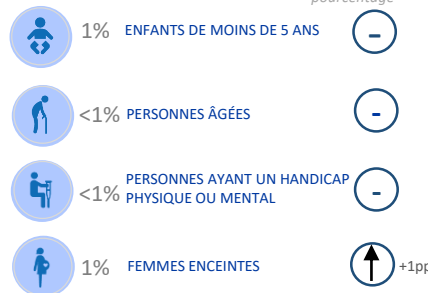 pourcentage
1% ENFANTS DE MOINS DE 5 ANS -
<1% PERSONNES ÂGÉES -
<1% PERSONNES AYANT UN HANDICAP
PHYSIQUE OU MENTAL -
1% FEMMES ENCEINTES +1pp